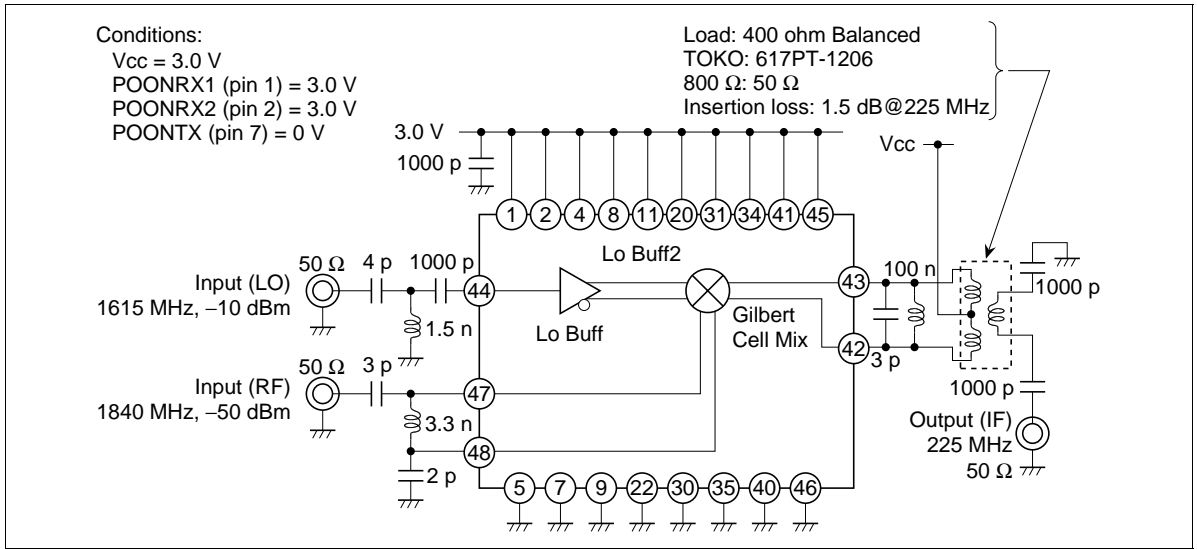 Conditions:
Vcc = 3.0 V
POONRX1 (pin 1) = 3.0 V
POONRX2 (pin 2) = 3.0 V
POONTX (pin 7) = 0 V
Load: 400 ohm Balanced
TOKO: 617PT-1206
800 Ω: 50 Ω
Insertion loss: 1.5 dB@225 MHz
3.0 V
1000 p
Vcc
1 2 4 8 11 20 31 34 41 45
Lo Buff2
50 Ω
4 p
1000 p
Input (LO)
1615 MHz, −10 dBm
44
1.5 n
Lo Buff
Gilbert
Cell Mix
43
100 n
42
3 p
1000 p
1000 p
50 Ω
3 p
Input (RF)
1840 MHz, −50 dBm
47
3.3 n
48
2 p
Output (IF)
225 MHz
50 Ω
5 7 9 22 30 35 40 46